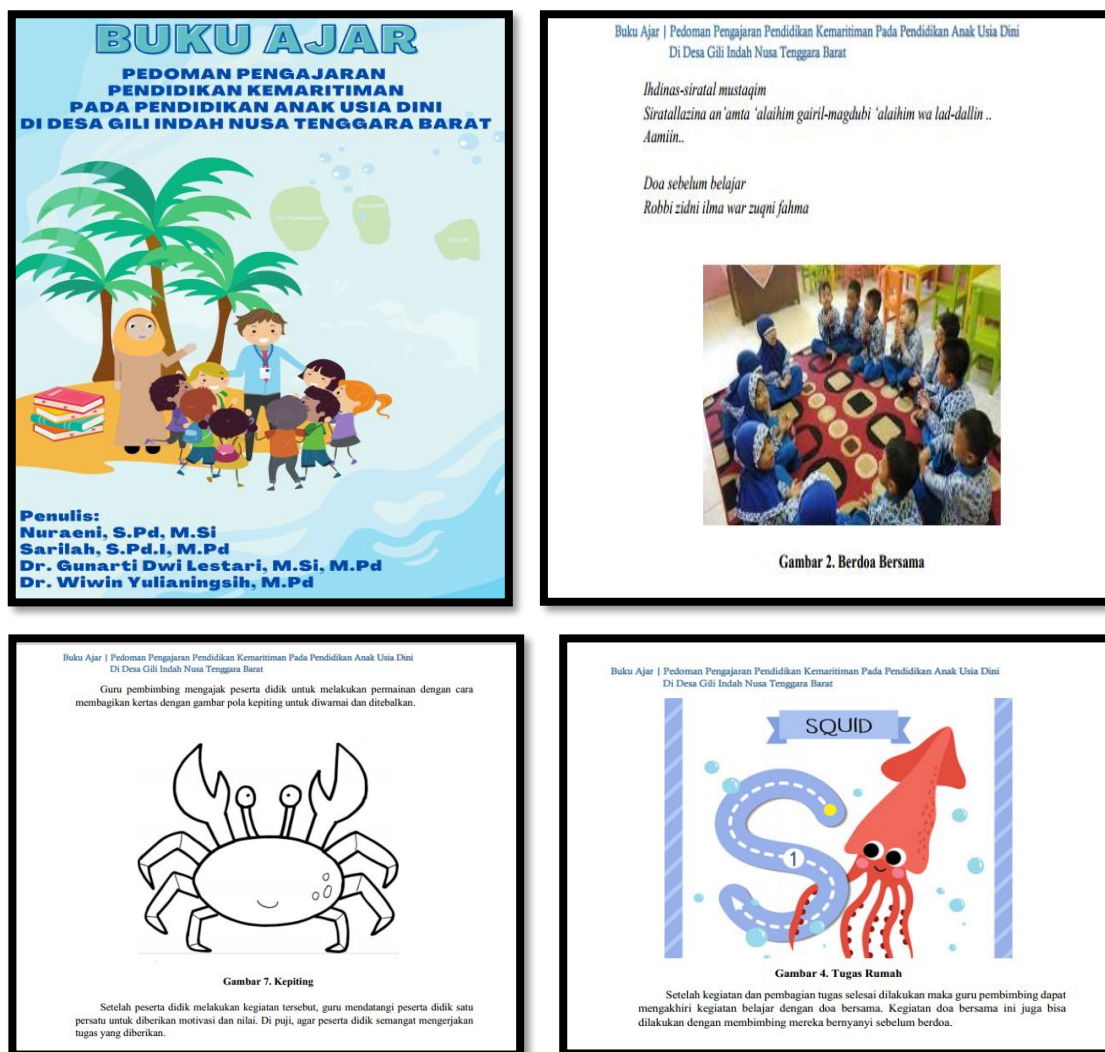 BUKU AJAR
PEDOMAN PENGAJARAN
PENDIDIKAN KEMARITIMAN
PADA PENDIDIKAN ANAK USIA DINI
DI DESA GILI INDAH NUSA TENGGARA BARAT
Penulis:
Nuraeni, S.Pd, M.Si
Sarilah, S.Pd.I, M.Pd
Dr. Gunarti Dwi Lestari, M.Si, M.Pd
Dr. Wiwin Yulianingsih, M.Pd
Buku Ajar | Pedoman Pengajaran Pendidikan Kemaritiman Pada Pendidikan Anak Usia Dini
Di Desa Gili Indah Nusa Tenggara Barat
Ihdinas-siratal mustaqim
Siratallazina an'amta 'alaihim gairil-magdubi 'alaihim wa lad-dallin ..
Aamiin..
Doa sebelum belajar
Robbi zidni ilma war zuqni fahma
Gambar 2. Berdoa Bersama
Buku Ajar | Pedoman Pengajaran Pendidikan Kemaritiman Pada Pendidikan Anak Usia Dini
Di Desa Gili Indah Nusa Tenggara Barat
Guru pembimbing mengajak peserta didik untuk melakukan permainan dengan cara
membagikan kertas dengan gambar pola kepiting untuk diwarnai dan ditebalkan.
Gambar 7. Kepiting
Setelah peserta didik melakukan kegiatan tersebut, guru mendatangi peserta didik satu
persatu untuk diberikan motivasi dan nilai. Di puji, agar peserta didik semangat mengerjakan
tugas yang diberikan.
Buku Ajar | Pedoman Pengajaran Pendidikan Kemaritiman Pada Pendidikan Anak Usia Dini
Di Desa Gili Indah Nusa Tenggara Barat
SQUID
1
Gambar 4. Tugas Rumah
Setelah kegiatan dan pembagian tugas selesai dilakukan maka guru pembimbing dapat
mengakhiri kegiatan belajar dengan doa bersama. Kegiatan doa bersama ini juga bisa
dilakukan dengan membimbing mereka bernyanyi sebelum berdoa.